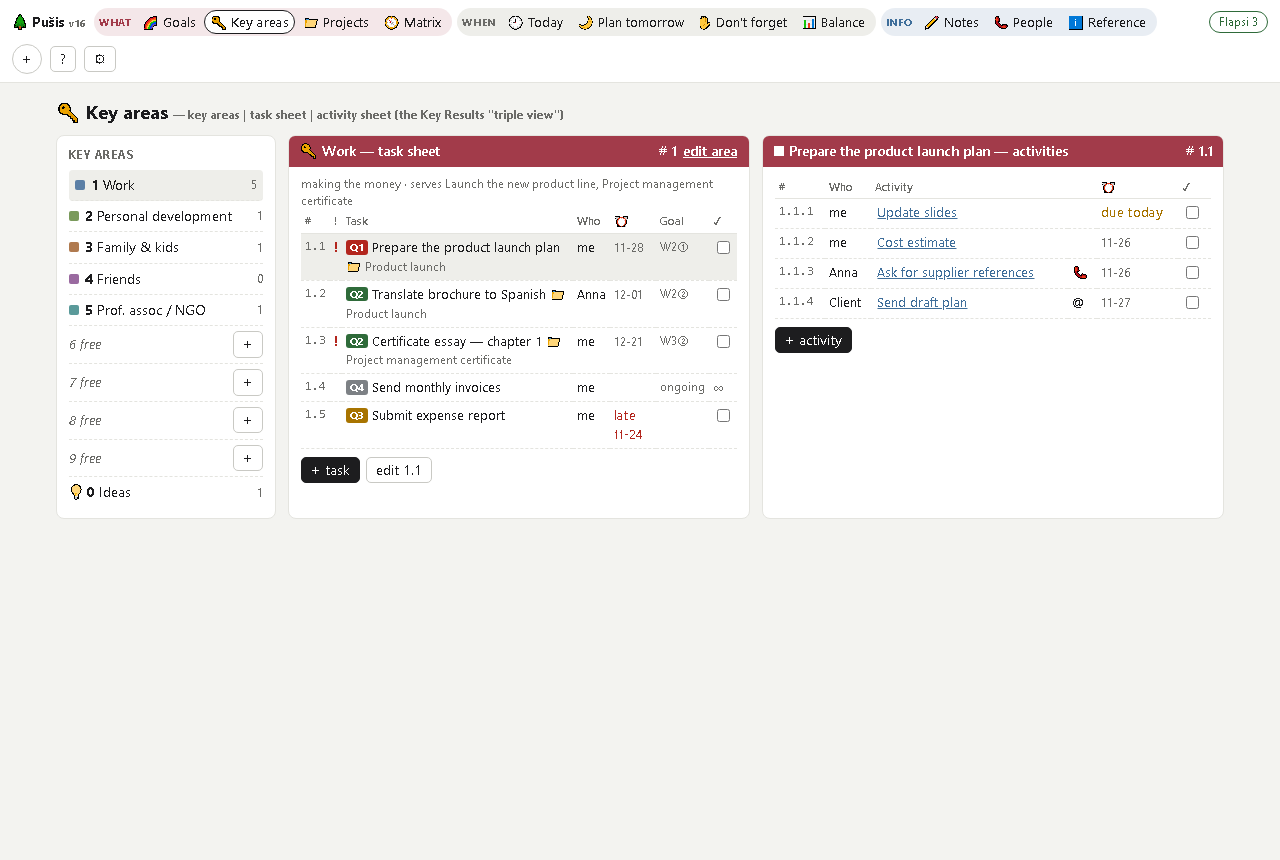 Pušis v16 WHAT Goals Key areas Projects Matrix WHEN Today Plan tomorrow Don't forget Balance INFO Notes People Reference Flapsi 3
+ ?
Key areas — key areas | task sheet | activity sheet (the Key Results "triple view")
KEY AREAS
1 Work 5
2 Personal development 1
3 Family & kids 1
4 Friends 0
5 Prof. assoc / NGO 1
6 free +
7 free +
8 free +
9 free +
0 Ideas 1
Work — task sheet # 1 edit area
making the money · serves Launch the new product line, Project management
certificate
# ! Task Who Goal ✓
1.1 ! Q1 Prepare the product launch plan me 11-28 W2①
Product launch
1.2 Q2 Translate brochure to Spanish Anna 12-01 W2②
Product launch
1.3 ! Q2 Certificate essay — chapter 1 me 12-21 W3②
Project management certificate
1.4 Q4 Send monthly invoices me ongoing ∞
1.5 Q3 Submit expense report me late
11-24
+ task edit 1.1
Prepare the product launch plan — activities # 1.1
# Who Activity ✓
1.1.1 me Update slides due today
1.1.2 me Cost estimate 11-26
1.1.3 Anna Ask for supplier references 11-26
1.1.4 Client Send draft plan @ 11-27
+ activity